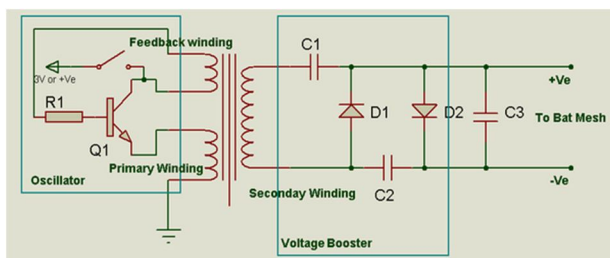 Feedback winding
C1
3V or +Ve
+Ve
R1
D1
D2
C3
To Bat Mesh
Q1
Primary Winding
-Ve
Oscillator
Seconday Winding
C2
Voltage Booster